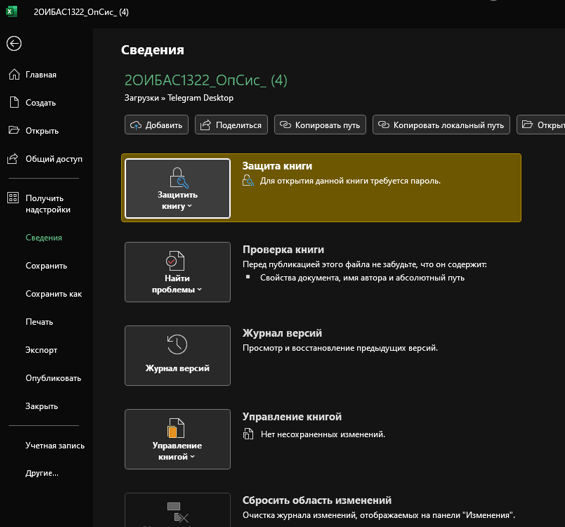 2ОИБАС1322_ОпСис_ (4)
Сведения
Главная
2ОИБАС1322_ОпСис_ (4)
Создать
Загрузки » Telegram Desktop
Открыть
Добавить
Поделиться
Копировать путь
Копировать локальный путь
Общий доступ
Защита книги
Для открытия данной книги требуется пароль.
Защитить
книгу
Получить
надстройки
Сведения
Проверка книги
Перед публикацией этого файла не забудьте, что он содержит:
Свойства документа, имя автора и абсолютный путь
Найти
проблемы
Сохранить
Сохранить как
Печать
Журнал версий
Просмотр и восстановление предыдущих версий.
Журнал версий
Экспорт
Опубликовать
Закрыть
Управление книгой
Нет несохраненных изменений.
Управление
книгой
Учетная запись
Другие...
Сбросить область изменений
Очистка журнала изменений, отображаемых на панели "Изменения".